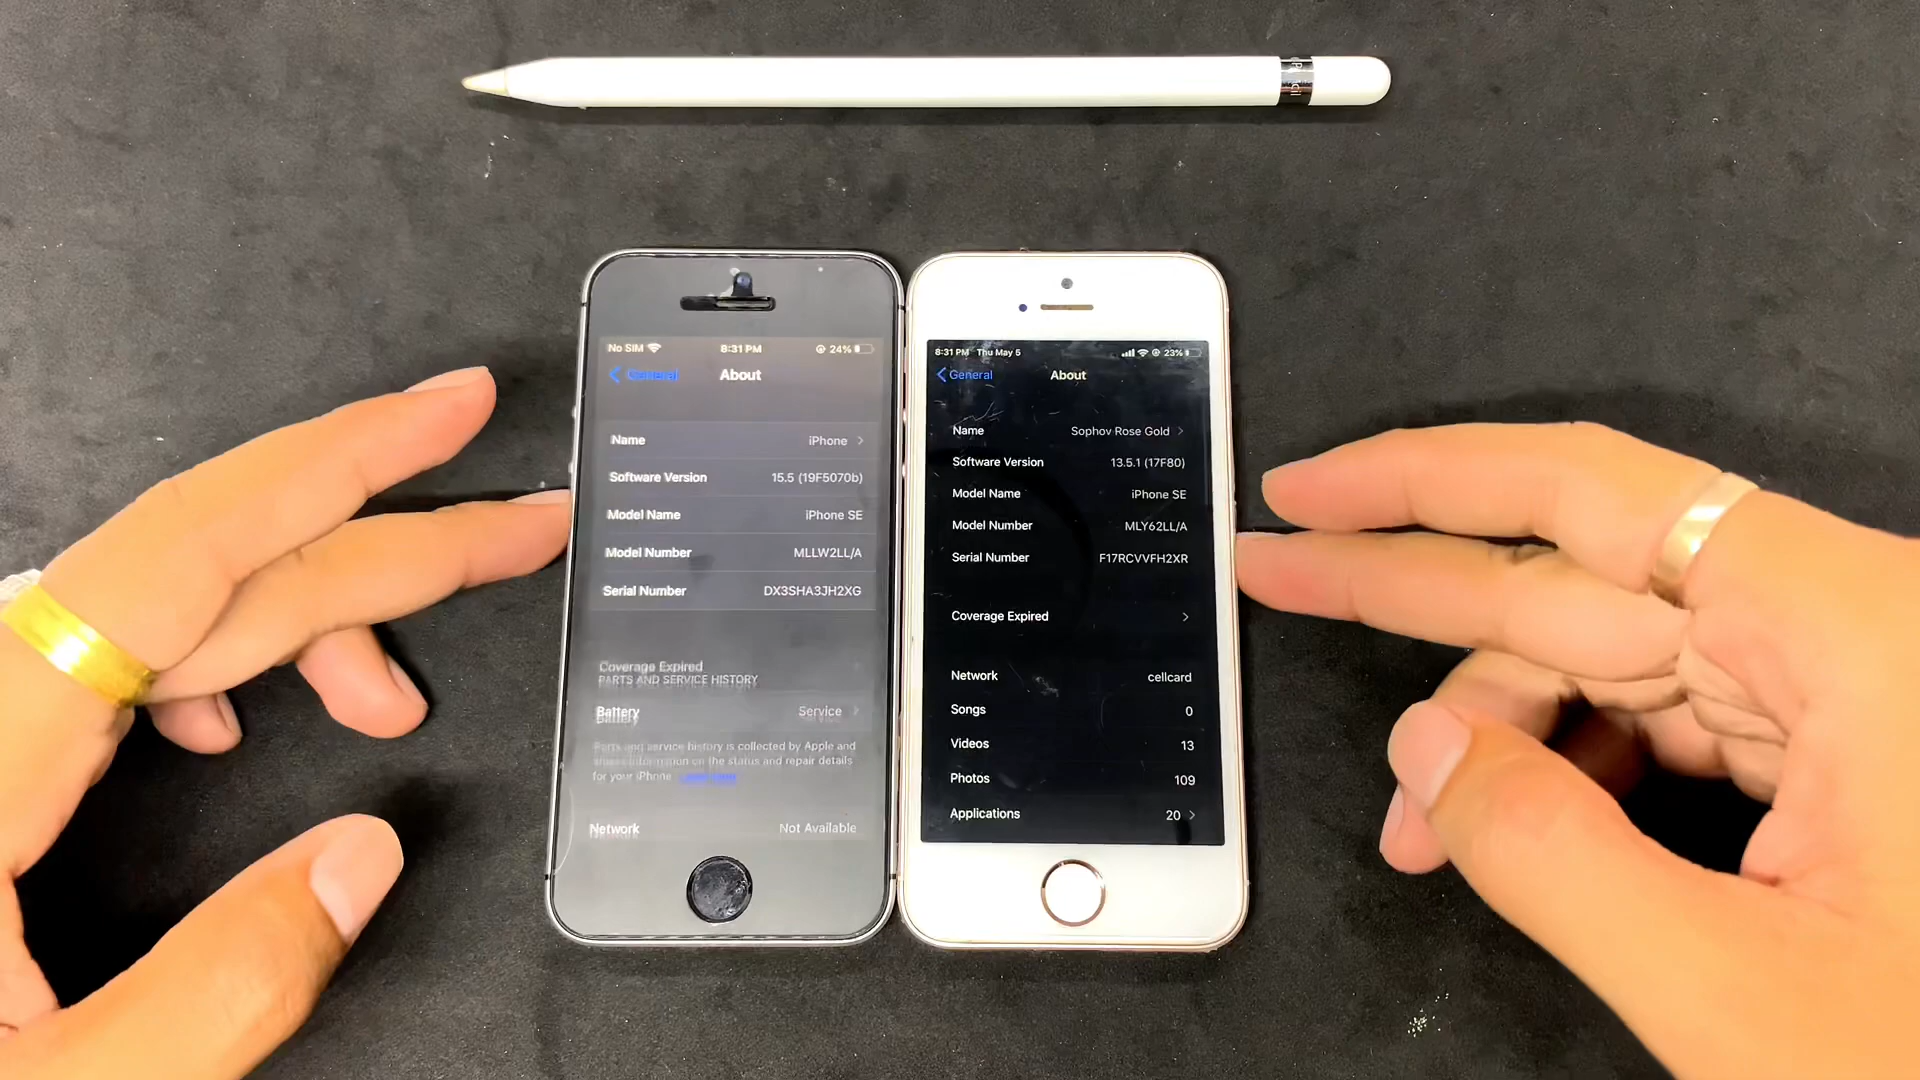 No SIM 8:31 PM 24%
General About
Name iPhone
Software Version 15.5 (19F5070b)
Model Name iPhone SE
Model Number MLLW2LL/A
Serial Number DX3SHA3JH2XG
Coverage Expired
PARTS AND SERVICE HISTORY
Battery Service
Parts and service history is collected by Apple and
information on the status and repair details
for your iPhone
Network Not Available
8:31 PM Thu May 5 23%
General About
Name Sophov Rose Gold
Software Version 13.5.1 (17F80)
Model Name iPhone SE
Model Number MLY62LL/A
Serial Number F17RCVVFH2XR
Coverage Expired
Network cellcard
Songs 0
Videos 13
Photos 109
Applications 20